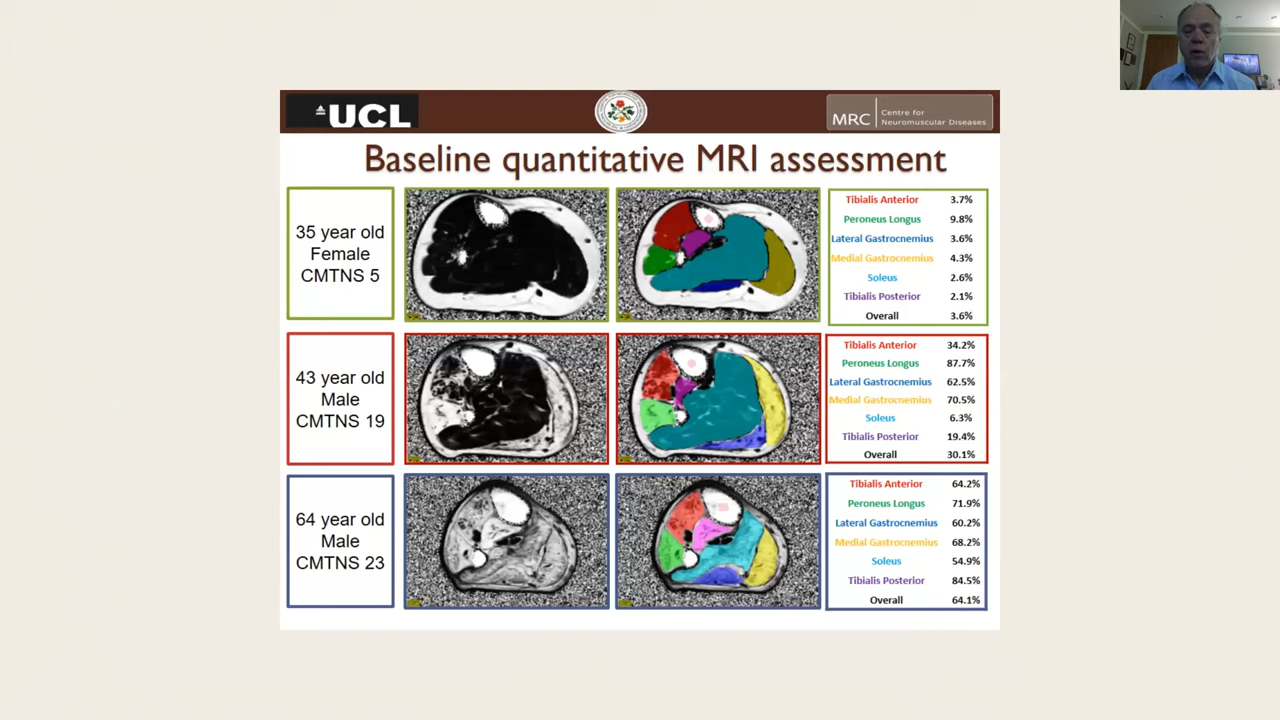 UCL
MRC
Centre for
Neuromuscular Diseases
Baseline quantitative MRI assessment
35 year old
Female
CMTNS 5
Tibialis Anterior 3.7%
Peroneus Longus 9.8%
Lateral Gastrocnemius 3.6%
Medial Gastrocnemius 4.3%
Soleus 2.6%
Tibialis Posterior 2.1%
Overall 3.6%
43 year old
Male
CMTNS 19
Tibialis Anterior 34.2%
Peroneus Longus 87.7%
Lateral Gastrocnemius 62.5%
Medial Gastrocnemius 70.5%
Soleus 6.3%
Tibialis Posterior 19.4%
Overall 30.1%
64 year old
Male
CMTNS 23
Tibialis Anterior 64.2%
Peroneus Longus 71.9%
Lateral Gastrocnemius 60.2%
Medial Gastrocnemius 68.2%
Soleus 54.9%
Tibialis Posterior 84.5%
Overall 64.1%